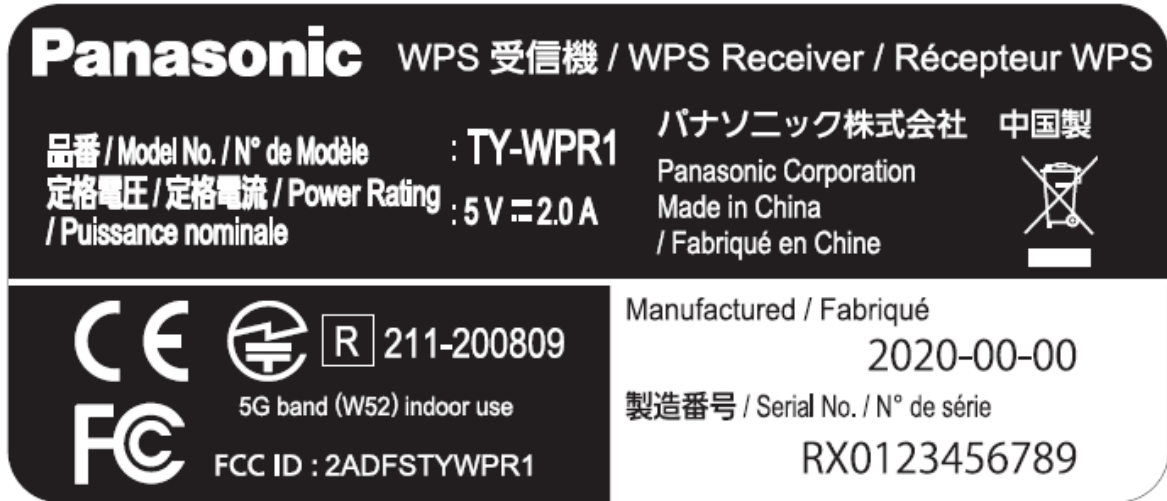 Panasonic WPS 受信機 / WPS Receiver / Récepteur WPS
品番 / Model No. / N° de Modèle : TY-WPR1
定格電圧 / 定格電流 / Power Rating
/ Puissance nominale : 5 V ⎓ 2.0 A
パナソニック株式会社 中国製
Panasonic Corporation
Made in China
/ Fabriqué en Chine
CE
R 211-200809
5G band (W52) indoor use
FC
FCC ID : 2ADFSTYWPR1
Manufactured / Fabriqué
2020-00-00
製造番号 / Serial No. / N° de série
RX0123456789